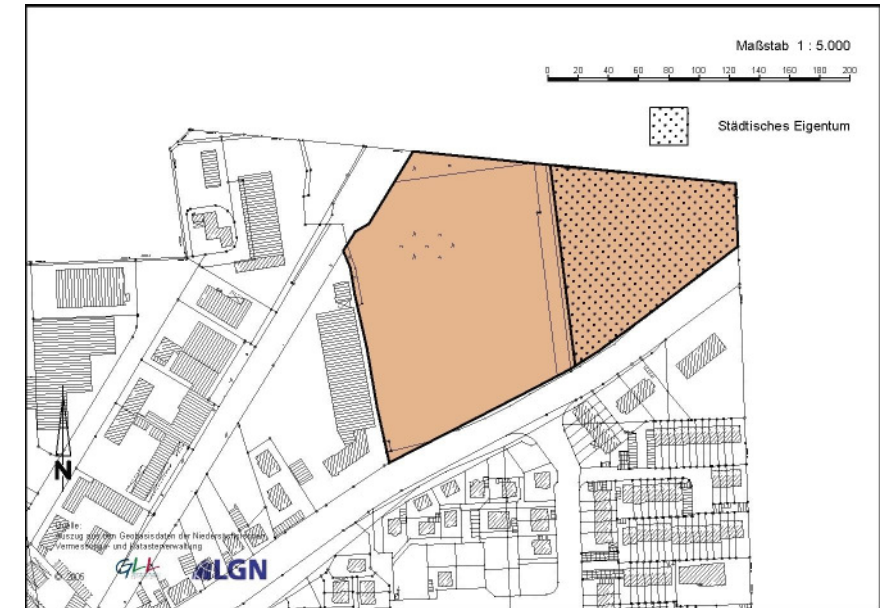 Maßstab 1 : 5.000
0 20 40 60 80 100 120 140 160 180 200
Städtisches Eigentum
N
Quelle:
Auszug aus den Geobasisdaten der Niedersächsischen
Vermessungs- und Katasterverwaltung
© 2005
GLL
LGN